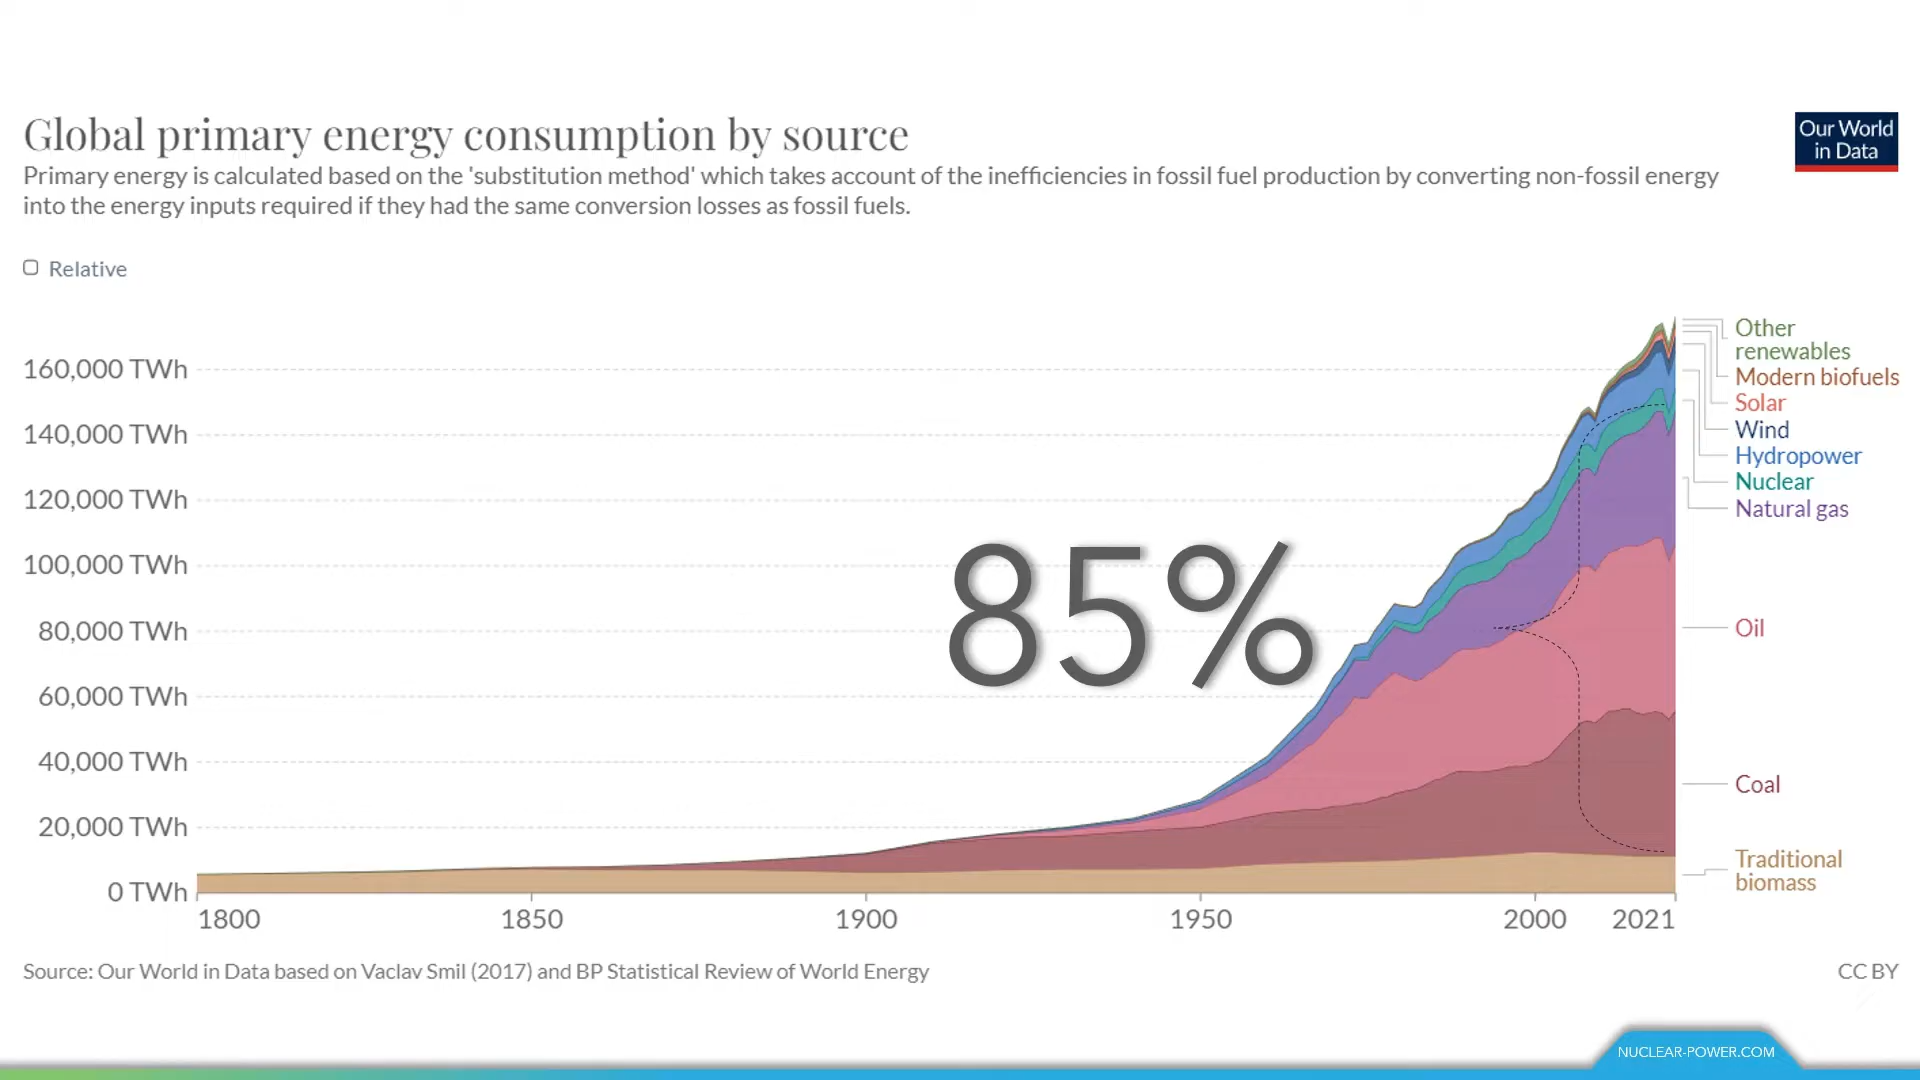 Global primary energy consumption by source
Our World
in Data
Primary energy is calculated based on the 'substitution method' which takes account of the inefficiencies in fossil fuel production by converting non-fossil energy
into the energy inputs required if they had the same conversion losses as fossil fuels.
Relative
160,000 TWh
140,000 TWh
120,000 TWh
100,000 TWh
80,000 TWh
60,000 TWh
40,000 TWh
20,000 TWh
0 TWh
85%
Other
renewables
Modern biofuels
Solar
Wind
Hydropower
Nuclear
Natural gas
Oil
Coal
Traditional
biomass
1800
1850
1900
1950
2000
2021
Source: Our World in Data based on Vaclav Smil (2017) and BP Statistical Review of World Energy
CC BY
NUCLEAR-POWER.COM